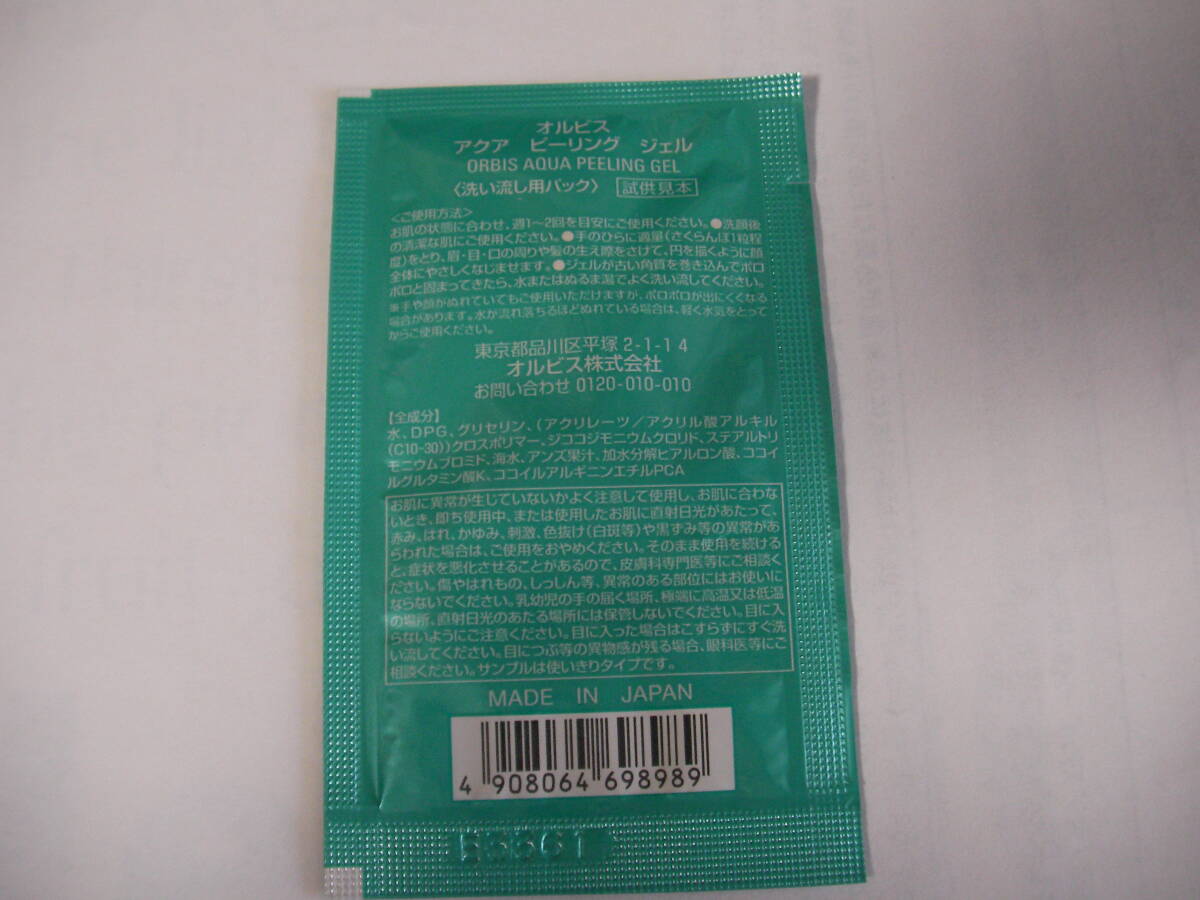 オルビス
アクア ピーリング ジェル
ORBIS AQUA PEELING GEL
〈洗い流し用パック〉 試供見本
<ご使用方法>
お肌の状態に合わせ、週1～2回を目安にご使用ください。●洗顔後
の清潔な肌にご使用ください。●手のひらに適量(さくらんぼ1粒程
度)をとり、眉・目・口の周りや髪の生え際をさけて、円を描くように顔
全体にやさしくなじませます。●ジェルが古い角質を巻き込んでポロ
ポロと固まってきたら、水またはぬるま湯でよく洗い流してください。
※手や顔がぬれていてもご使用いただけますが、ポロポロが出にくくなる
場合があります。水が流れ落ちるほどぬれている場合は、軽く水気をとって
からご使用ください。
東京都品川区平塚 2-1-14
オルビス株式会社
お問い合わせ 0120-010-010
【全成分】
水、DPG、グリセリン、(アクリレーツ/アクリル酸アルキル
(C10-30))クロスポリマー、ジココジモニウムクロリド、ステアルトリ
モニウムブロミド、海水、アンズ果汁、加水分解ヒアルロン酸、ココイ
ルグルタミン酸K、ココイルアルギニンエチルPCA
お肌に異常が生じていないかよく注意して使用し、お肌に合わな
いとき、即ち使用中、または使用したお肌に直射日光があたって、
赤み、はれ、かゆみ、刺激、色抜け(白斑等)や黒ずみ等の異常があ
らわれた場合は、ご使用をおやめください。そのまま使用を続ける
と、症状を悪化させることがあるので、皮膚科専門医等にご相談く
ださい。傷やはれもの、しっしん等、異常のある部位にはお使いに
ならないでください。乳幼児の手の届く場所、極端に高温又は低温
の場所、直射日光のあたる場所には保管しないでください。目に入
らないようにご注意ください。目に入った場合はこすらずにすぐ洗
い流してください。目につぶ等の異物感が残る場合、眼科医等にご
相談ください。サンプルは使いきりタイプです。
MADE IN JAPAN
4 908064 698989